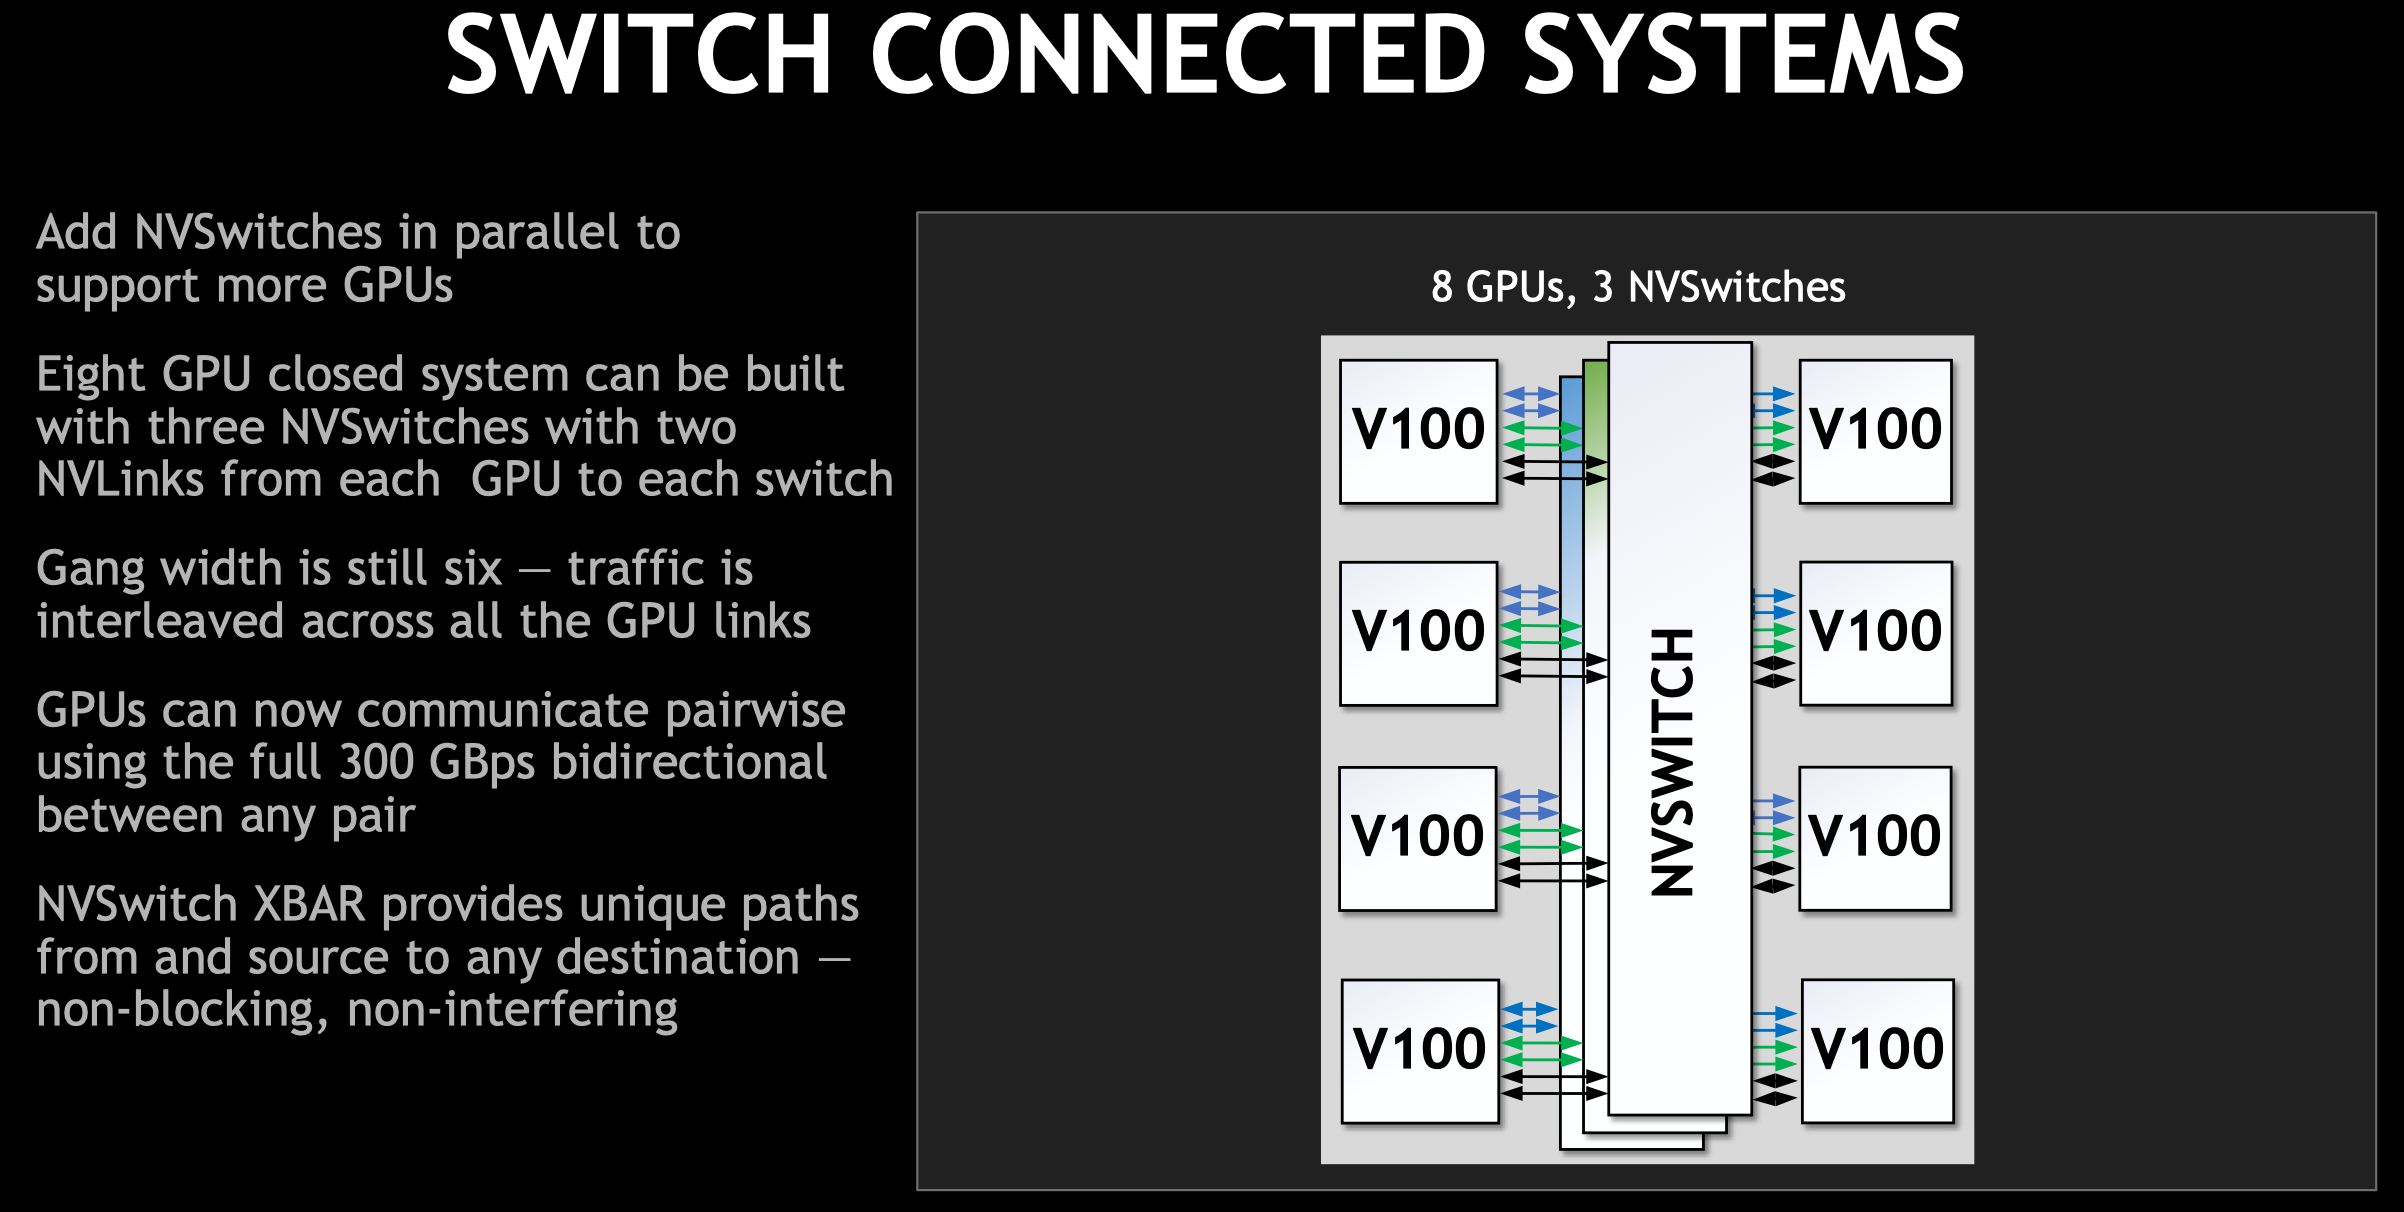 SWITCH CONNECTED SYSTEMS
Add NVSwitches in parallel to
support more GPUs
Eight GPU closed system can be built
with three NVSwitches with two
NVLinks from each  GPU to each switch
Gang width is still six — traffic is
interleaved across all the GPU links
GPUs can now communicate pairwise
using the full 300 GBps bidirectional
between any pair
NVSwitch XBAR provides unique paths
from and source to any destination —
non-blocking, non-interfering
8 GPUs, 3 NVSwitches
V100
V100
V100
V100
NVSWITCH
V100
V100
V100
V100